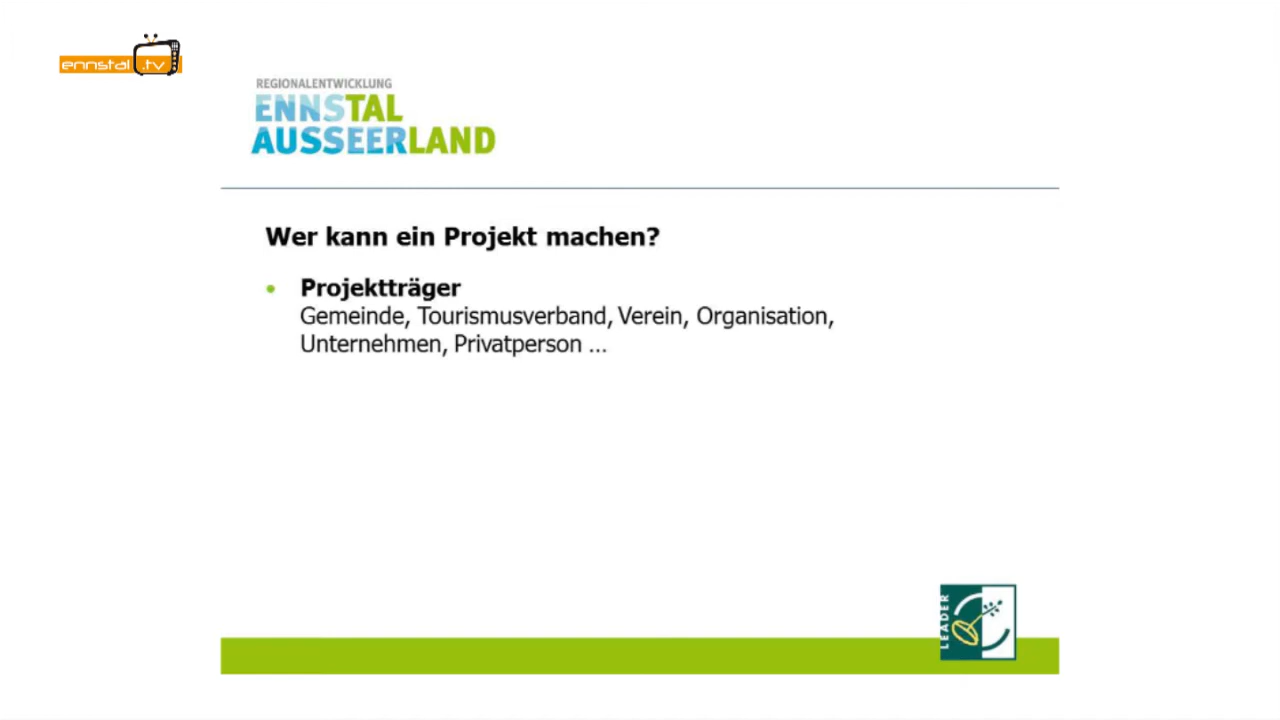 ennstal.tv
REGIONALENTWICKLUNG
ENNSTAL
AUSSEERLAND
Wer kann ein Projekt machen?
• Projektträger
Gemeinde, Tourismusverband, Verein, Organisation,
Unternehmen, Privatperson ...
LEADER